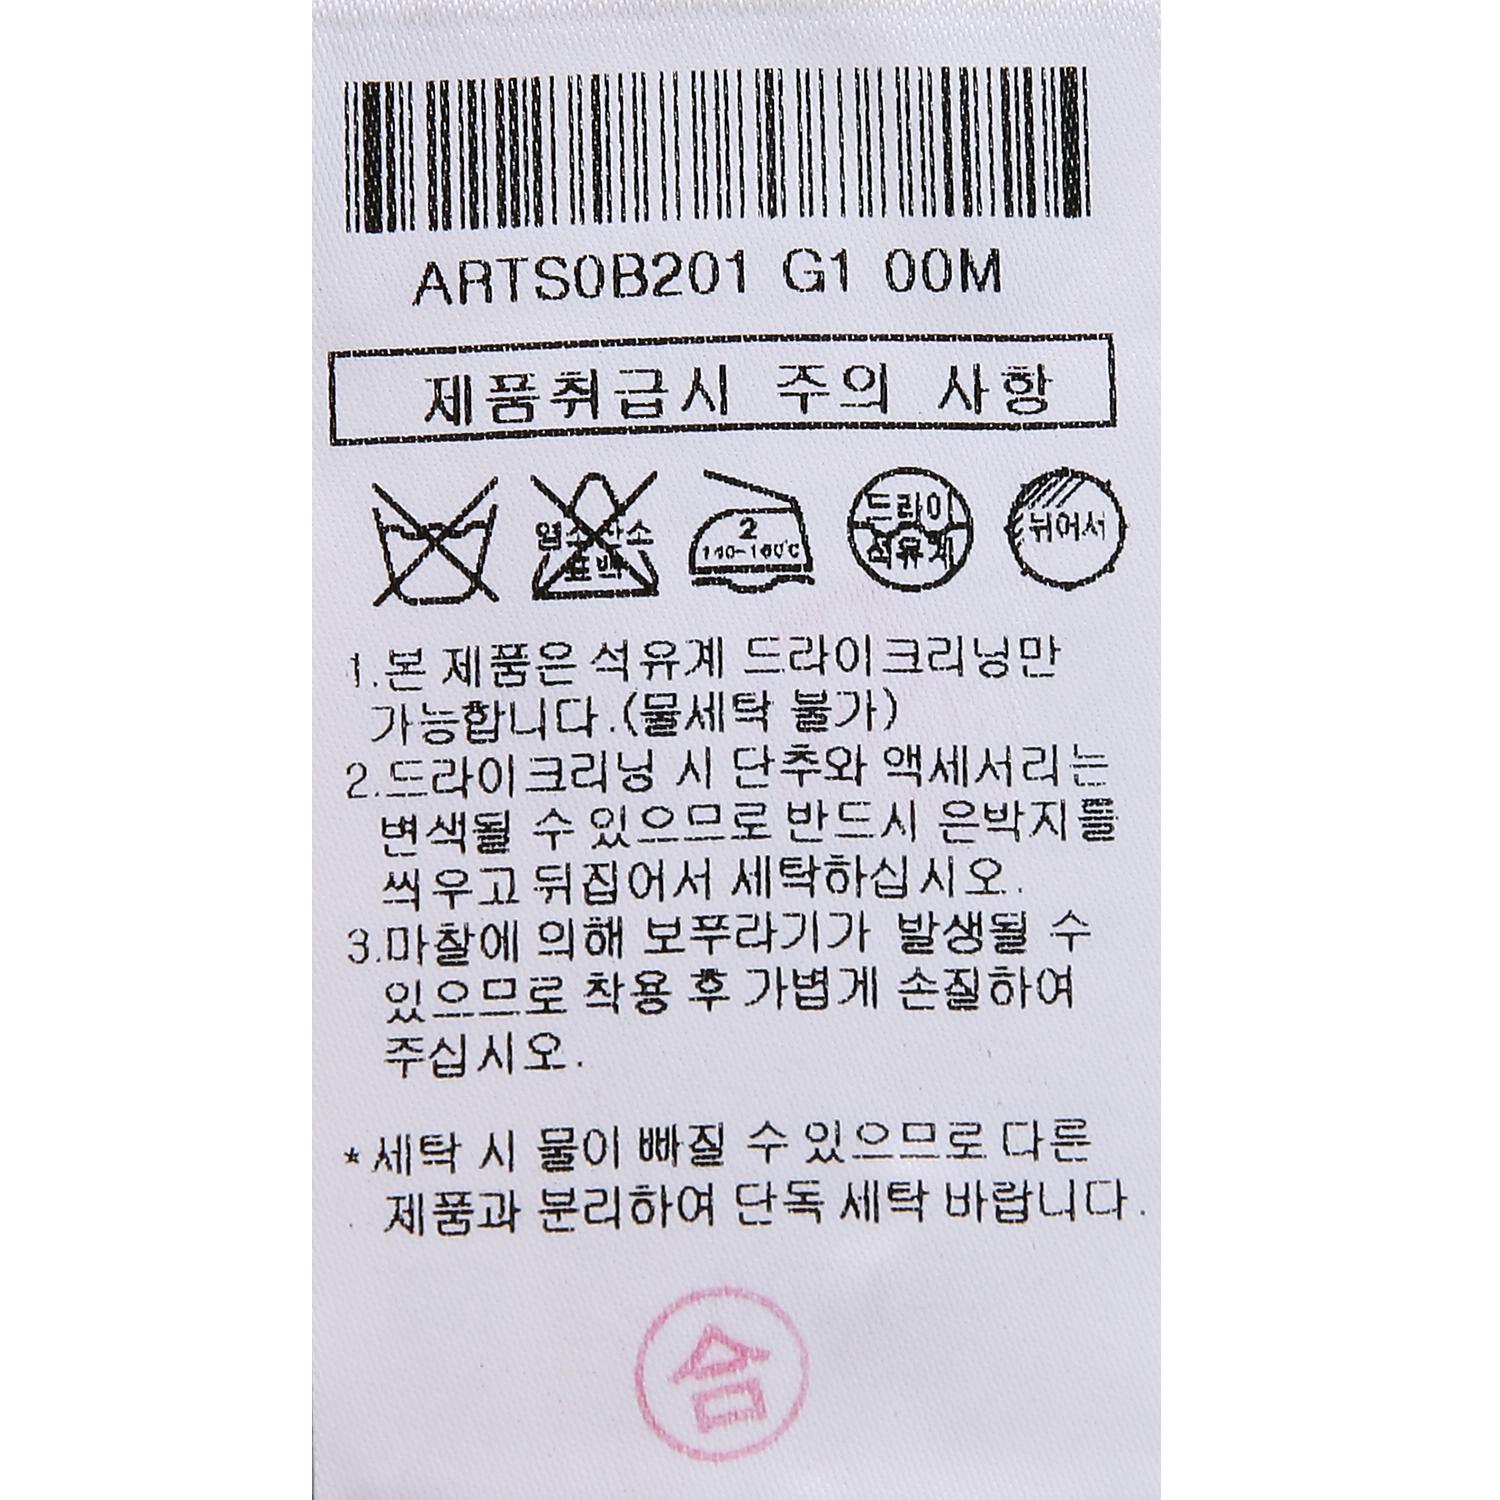 ARTS0B201 G1 00M
제품취급시 주의 사항
염소 산소
표백
2
140~160℃
드라이
석유계
뉘어서
1.본 제품은 석유계 드라이크리닝만
가능합니다.(물세탁 불가)
2.드라이크리닝 시 단추와 액세서리는
변색될 수 있으므로 반드시 은박지를
씌우고 뒤집어서 세탁하십시오.
3.마찰에 의해 보푸라기가 발생될 수
있으므로 착용 후 가볍게 손질하여
주십시오.
*세탁 시 물이 빠질 수 있으므로 다른
제품과 분리하여 단독 세탁 바랍니다.
合